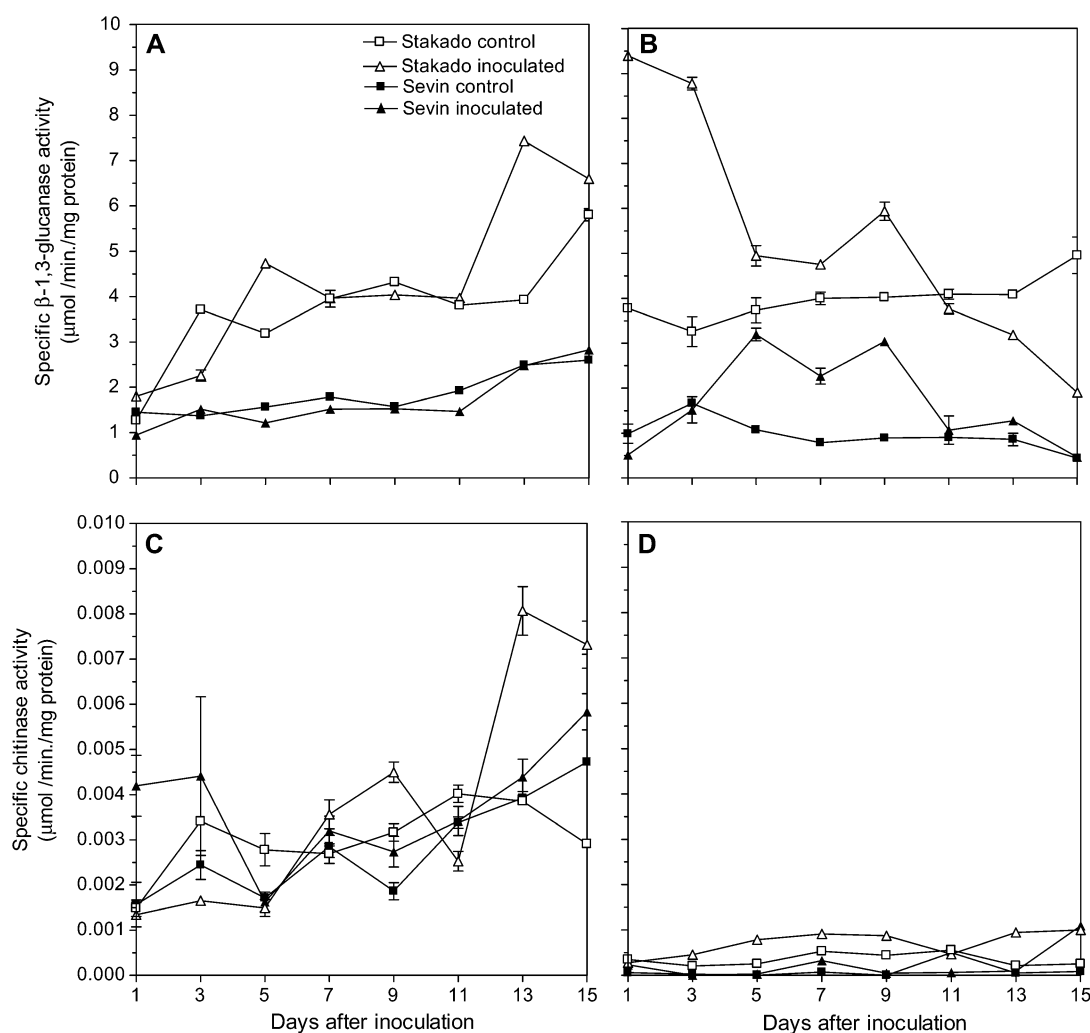 A
Stakado control
Stakado inoculated
Sevin control
Sevin inoculated
10
9
8
7
6
5
4
3
2
1
0
Specific β-1,3-glucanase activity
(μmol /min./mg protein)
B
C
0.010
0.009
0.008
0.007
0.006
0.005
0.004
0.003
0.002
0.001
0.000
Specific chitinase activity
(μmol /min./mg protein)
1 3 5 7 9 11 13 15
Days after inoculation
D
1 3 5 7 9 11 13 15
Days after inoculation